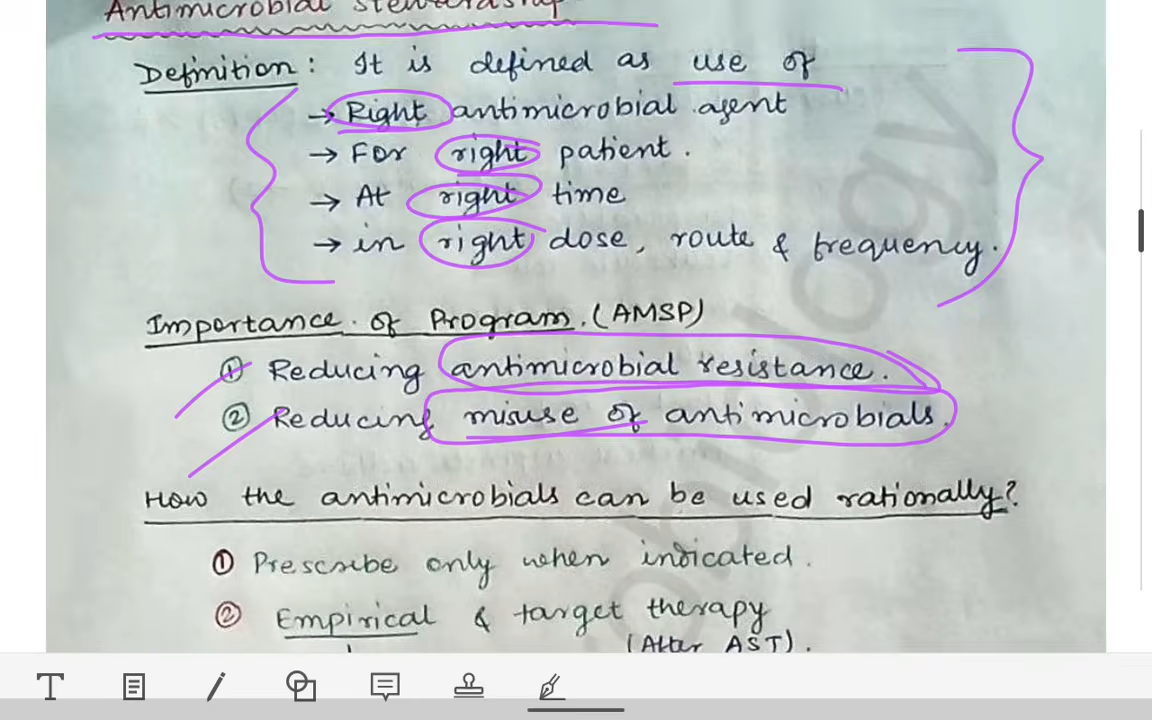 Antimicrobial Stewardship
Definition: It is defined as use of
→ Right antimicrobial agent
→ For right patient.
→ At right time
→ in right dose, route & frequency.
Importance of Program. (AMSP)
① Reducing antimicrobial resistance.
② Reducing misuse of antimicrobials.
How the antimicrobials can be used rationally?
① Prescribe only when indicated.
② Empirical & target therapy
(After AST).
T